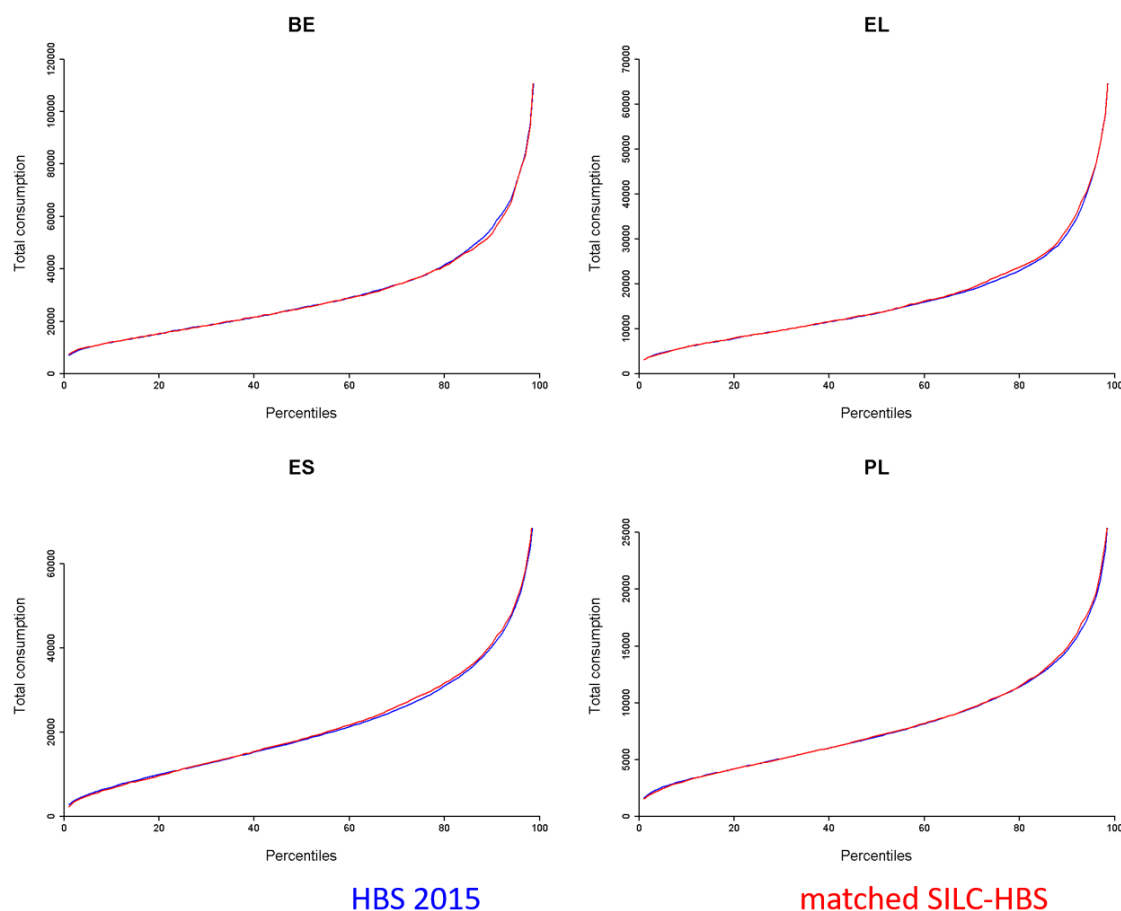 BE
120000
100000
80000
60000
40000
20000
0
Total consumption
0 20 40 60 80 100
Percentiles
EL
70000
60000
50000
40000
30000
20000
10000
0
Total consumption
0 20 40 60 80 100
Percentiles
ES
60000
40000
20000
0
Total consumption
0 20 40 60 80 100
Percentiles
PL
25000
20000
15000
10000
5000
0
Total consumption
0 20 40 60 80 100
Percentiles
HBS 2015
matched SILC-HBS